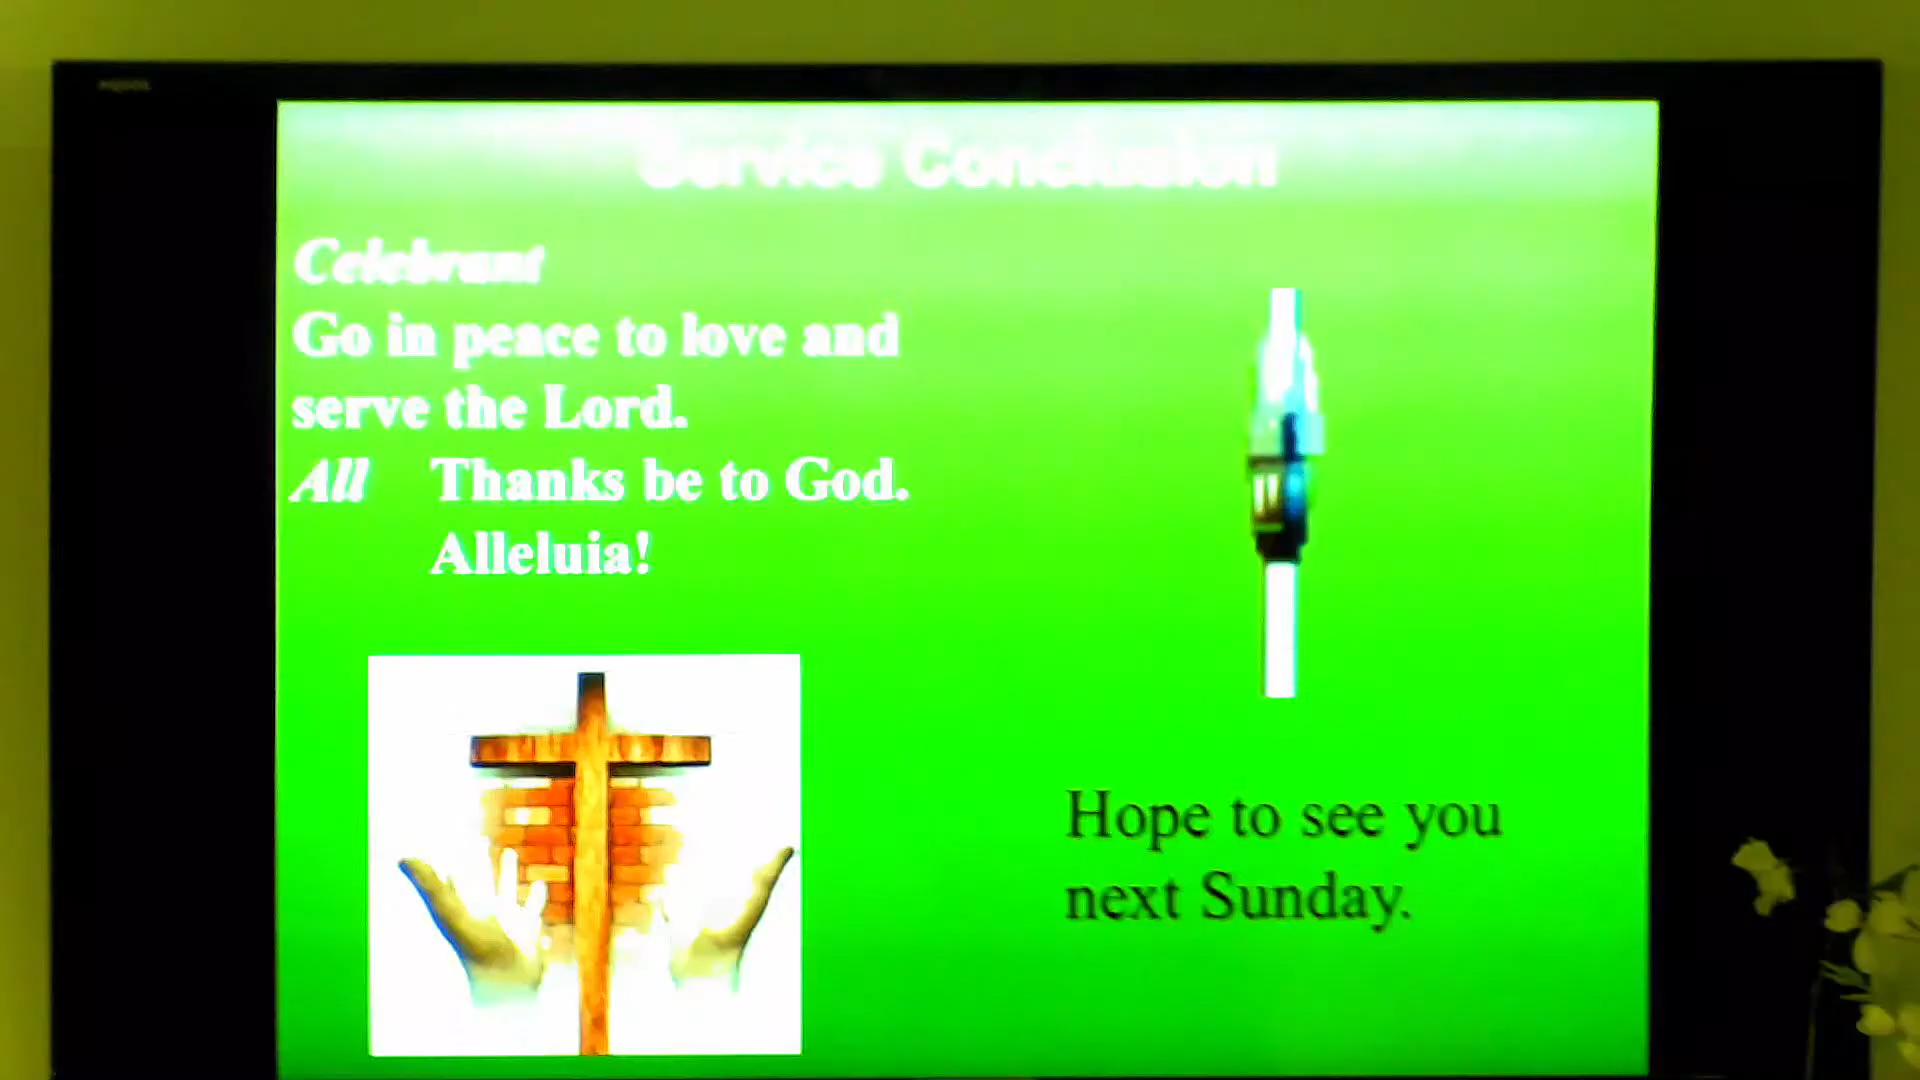 Service Conclusion
Celebrant
Go in peace to love and
serve the Lord.
All Thanks be to God.
Alleluia!
Hope to see you
next Sunday.